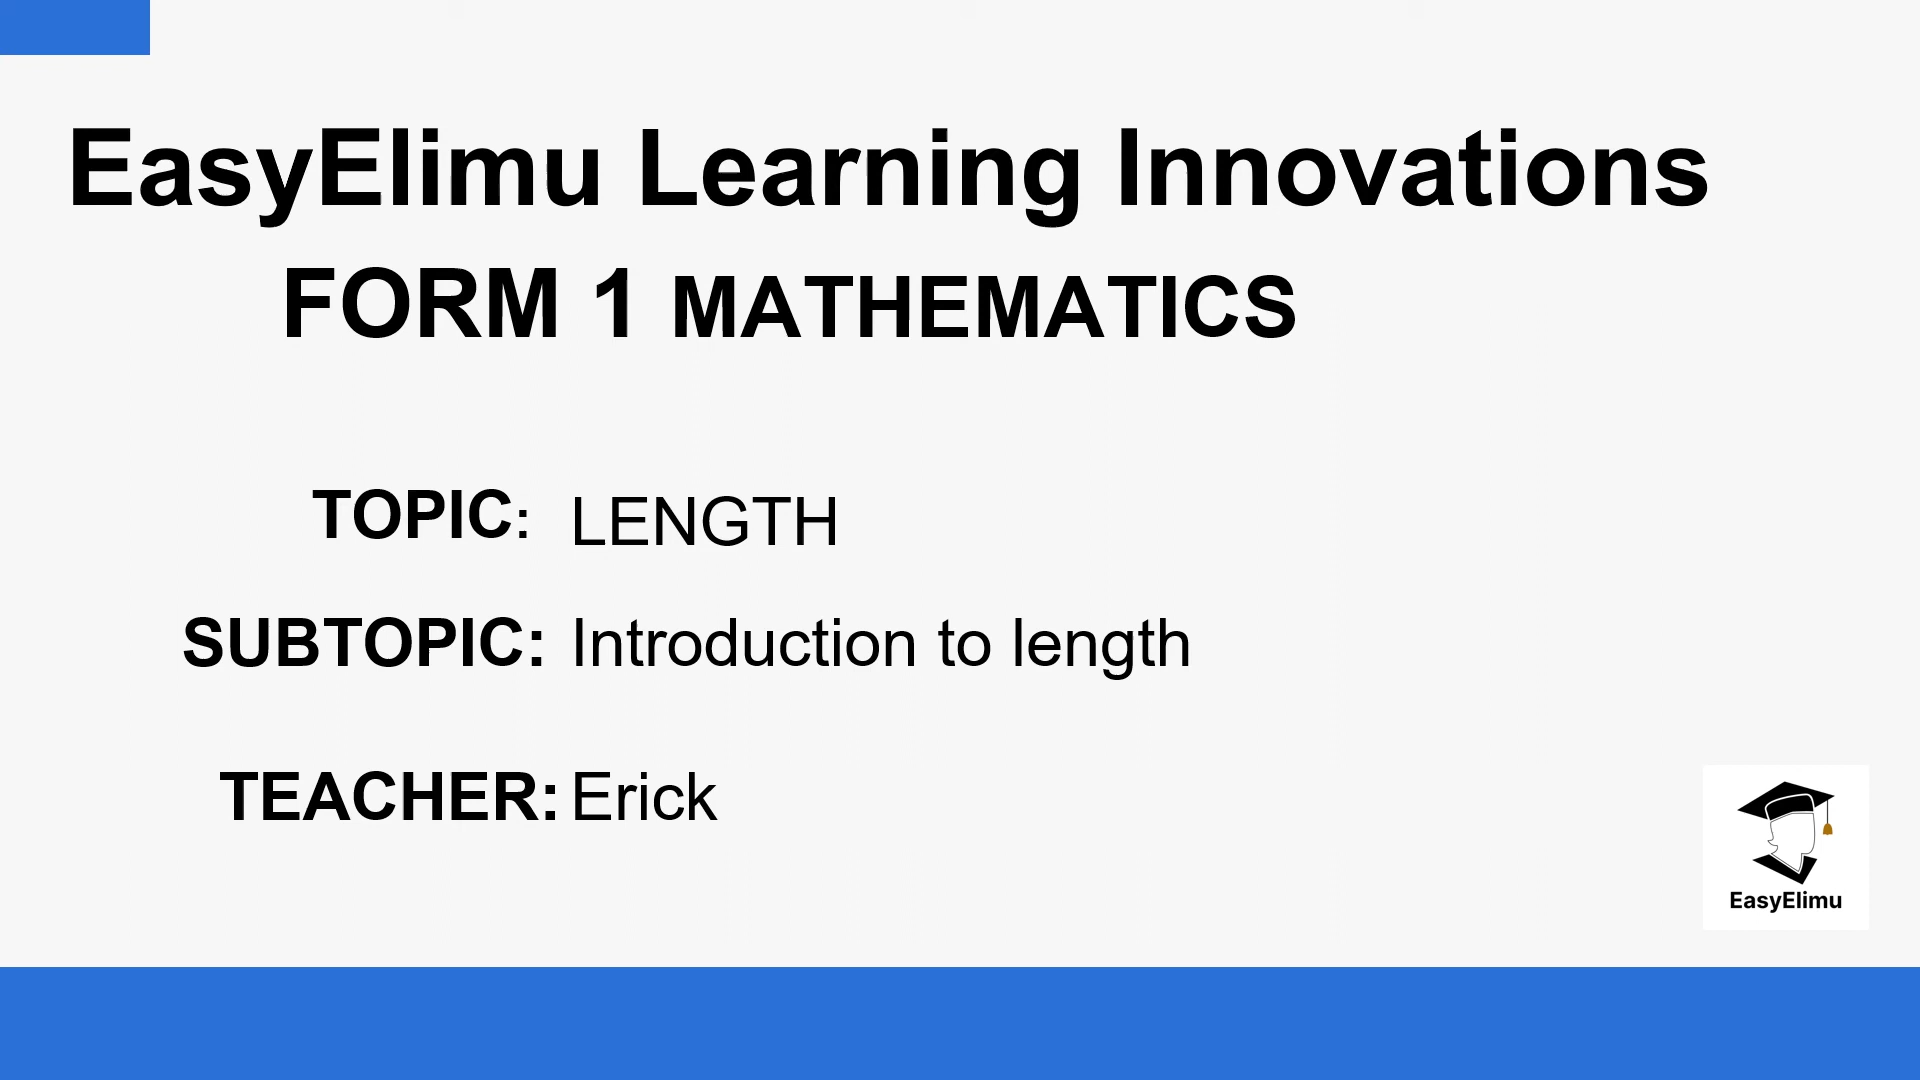 EasyElimu Learning Innovations
FORM 1 MATHEMATICS
TOPIC: LENGTH
SUBTOPIC: Introduction to length
TEACHER: Erick
EasyElimu